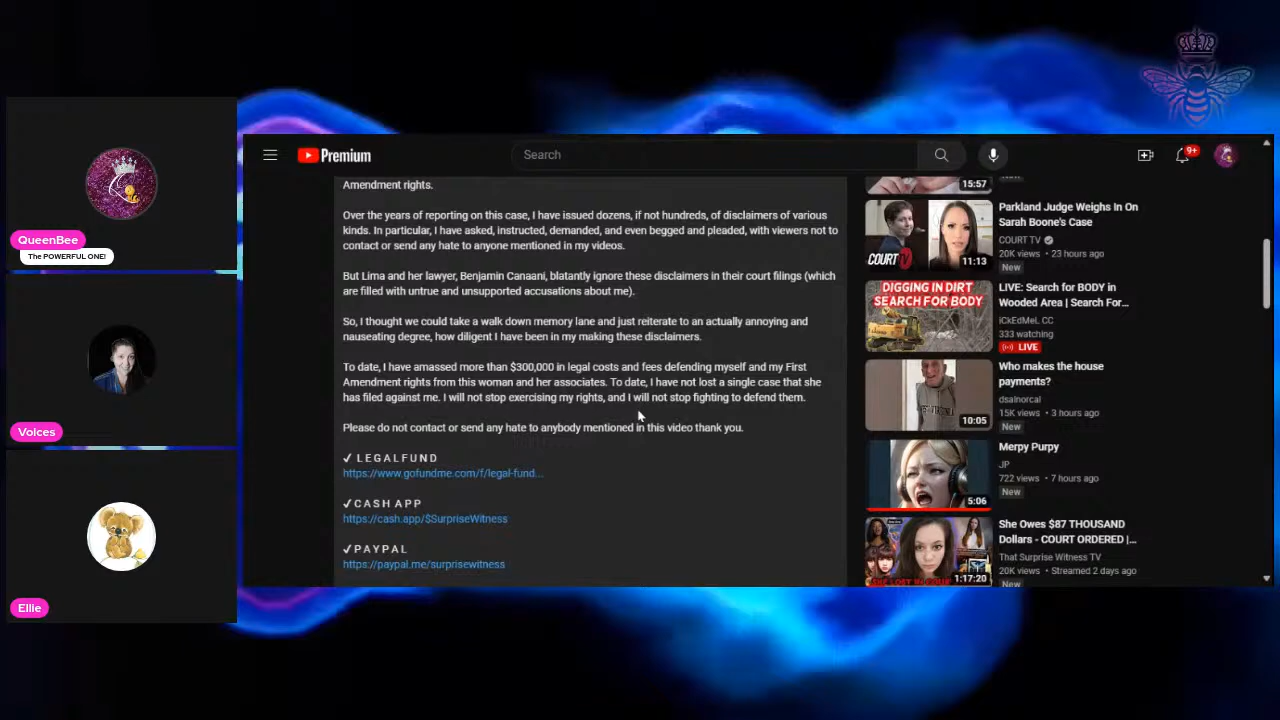 QueenBee
The POWERFUL ONE!
Voices
Ellie
Premium
Search
9+
Amendment rights.
Over the years of reporting on this case, I have issued dozens, if not hundreds, of disclaimers of various
kinds. In particular, I have asked, instructed, demanded, and even begged and pleaded, with viewers not to
contact or send any hate to anyone mentioned in my videos.
But Lima and her lawyer, Benjamin Canaani, blatantly ignore these disclaimers in their court filings (which
are filled with untrue and unsupported accusations about me).
So, I thought we could take a walk down memory lane and just reiterate to an actually annoying and
nauseating degree, how diligent I have been in my making these disclaimers.
To date, I have amassed more than $300,000 in legal costs and fees defending myself and my First
Amendment rights from this woman and her associates. To date, I have not lost a single case that she
has filed against me. I will not stop exercising my rights, and I will not stop fighting to defend them.
Please do not contact or send any hate to anybody mentioned in this video thank you.
✓ L E G A L F U N D
https://www.gofundme.com/f/legal-fund...
✓ C A S H A P P
https://cash.app/$SurpriseWitness
✓ P A Y P A L
https://paypal.me/surprisewitness
15:57
COURT TV
11:13
Parkland Judge Weighs In On
Sarah Boone's Case
COURT TV
20K views • 23 hours ago
New
DIGGING IN DIRT
SEARCH FOR BODY
LIVE: Search for BODY in
Wooded Area | Search For...
iCkEdMeL CC
333 watching
LIVE
10:05
Who makes the house
payments?
dsalnorcal
15K views • 3 hours ago
New
5:06
Merpy Purpy
JP
722 views • 7 hours ago
New
SHE LOST IN COURT
1:17:20
She Owes $87 THOUSAND
Dollars - COURT ORDERED |...
That Surprise Witness TV
20K views • Streamed 2 days ago
New